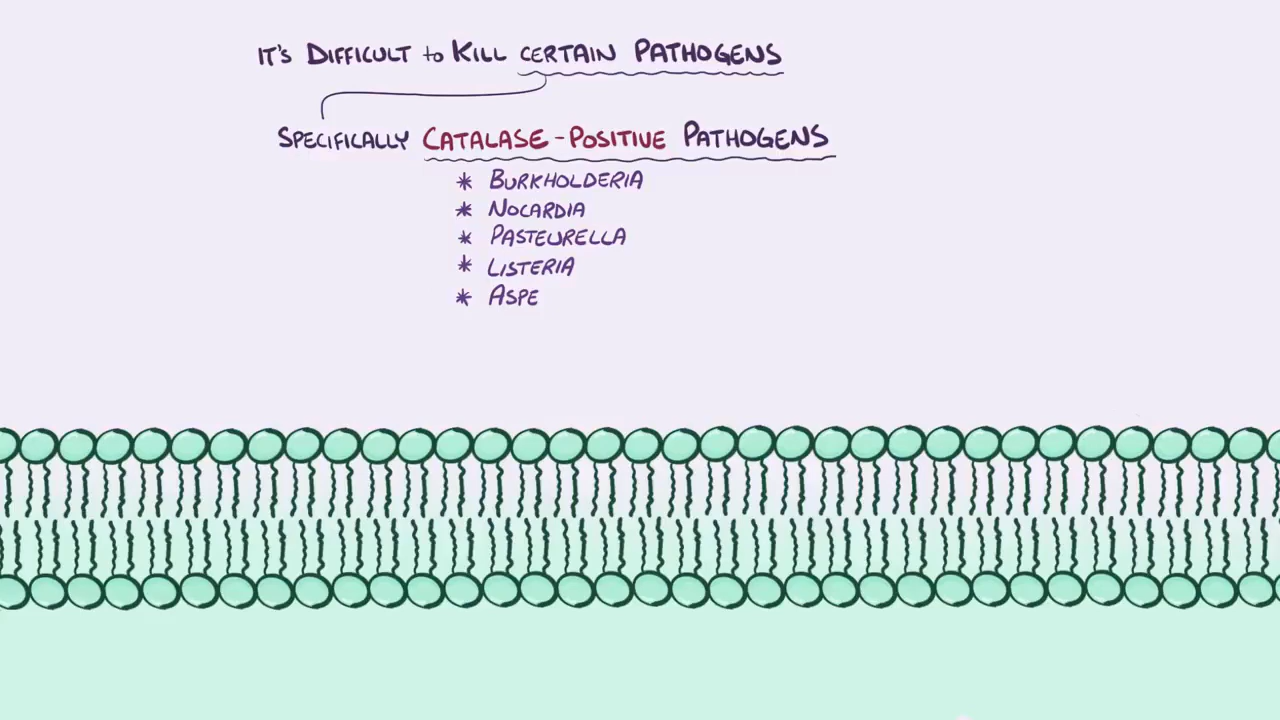 IT'S DIFFICULT to KILL CERTAIN PATHOGENS
SPECIFICALLY CATALASE-POSITIVE PATHOGENS
* BURKHOLDERIA
* NOCARDIA
* PASTEURELLA
* LISTERIA
* ASPE